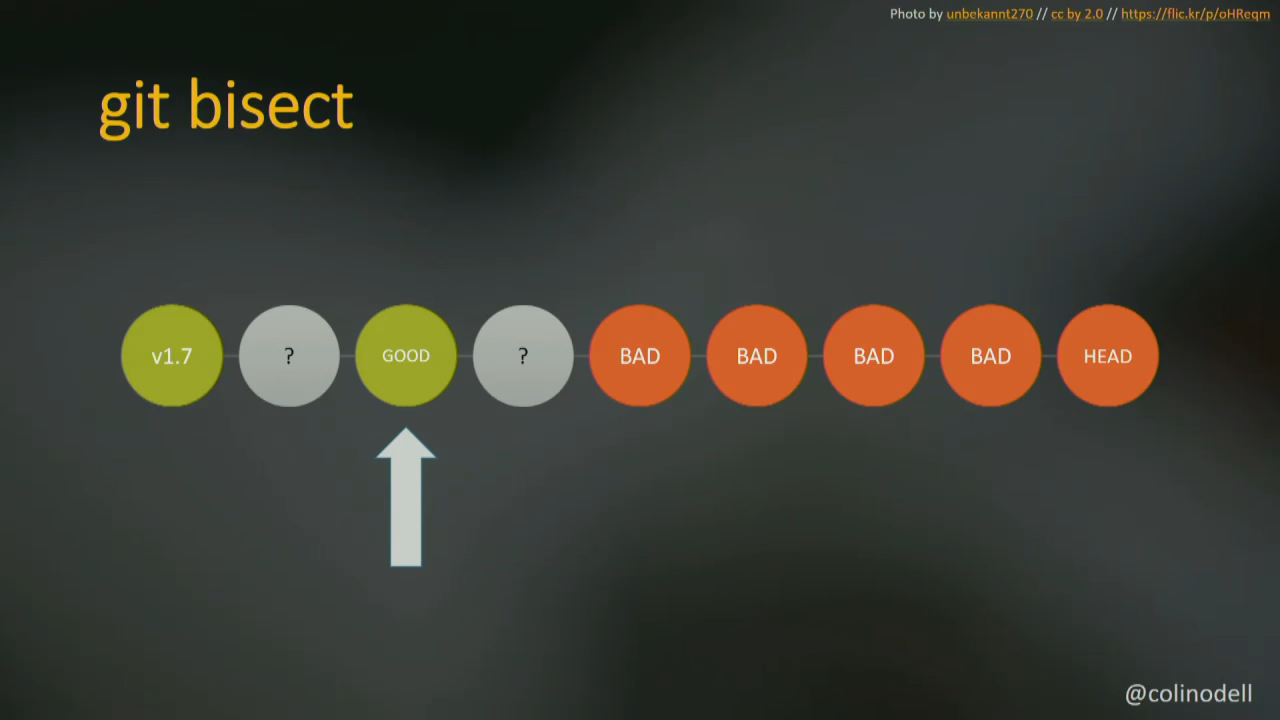 Photo by unbekannt270 // cc by 2.0 // https://flic.kr/p/oHReqm
git bisect
v1.7 ? GOOD ? BAD BAD BAD BAD HEAD
@colinodell